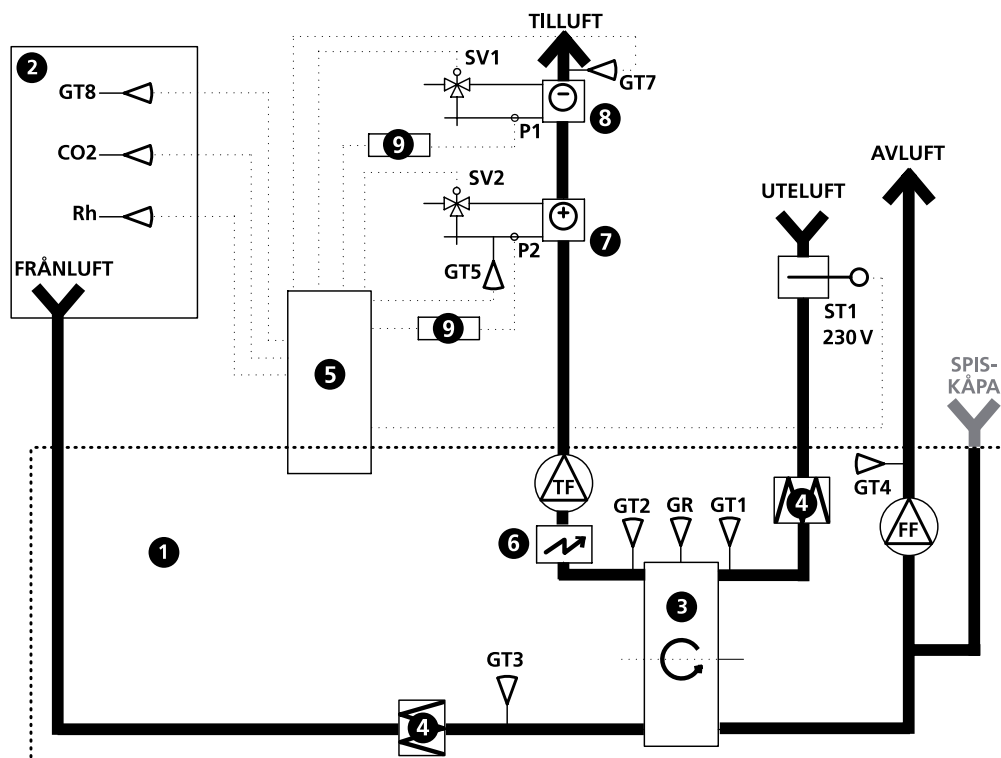 TILLUFT
2
SV1
GT8
GT7
8
P1
CO2
9
AVLUFT
SV2
UTELUFT
Rh
7
P2
FRÅNLUFT
GT5
ST1
230 V
9
5
SPIS-
KÅPA
TF
GT4
GT2
GR
GT1
4
FF
6
1
3
GT3
4